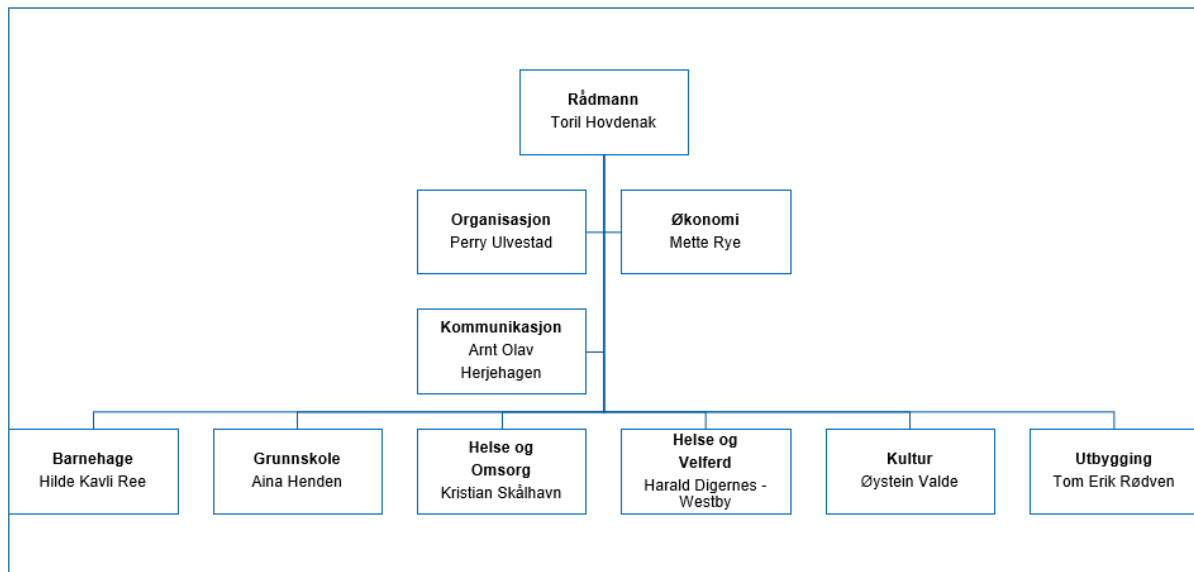 Rådmann
Toril Hovdenak
Organisasjon
Perry Ulvestad
Økonomi
Mette Rye
Kommunikasjon
Arnt Olav
Herjehagen
Barnehage
Hilde Kavli Ree
Grunnskole
Aina Henden
Helse og
Omsorg
Kristian Skålhavn
Helse og
Velferd
Harald Digernes -
Westby
Kultur
Øystein Valde
Utbygging
Tom Erik Rødven